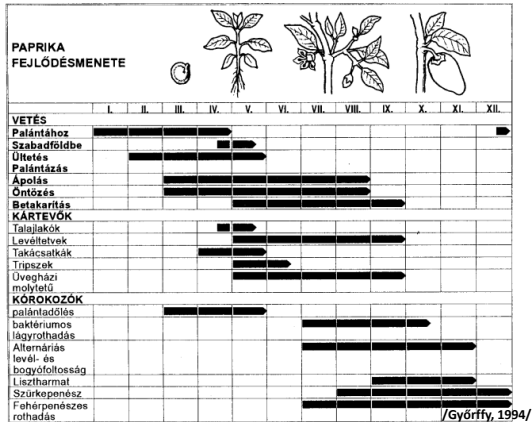 PAPRIKA
FEJLŐDÉSMENETE
I. II. III. IV. V. VI. VII. VIII. IX. X. XI. XII.
VETÉS
Palántához
Szabadföldbe
Ültetés
Palántázás
Ápolás
Öntözés
Betakarítás
KÁRTEVŐK
Talajlakók
Levéltetvek
Takácsatkák
Tripszek
Üvegházi
molytetű
KÓROKOZÓK
palántadőlés
baktériumos
lágyrothadás
Alternáriás
levél- és
bogyófoltosság
Lisztharmat
Szürkepenész
Fehérpenészes
rothadás
/Győrffy, 1994/